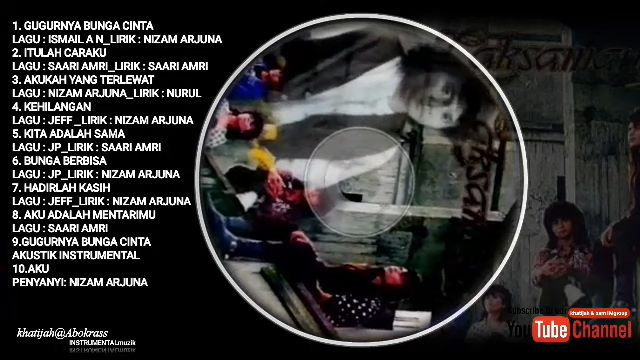 1. GUGURNYA BUNGA CINTA
LAGU : ISMAIL A N_LIRIK : NIZAM ARJUNA
2. ITULAH CARAKU
LAGU : SAARI AMRI_LIRIK : SAARI AMRI
3. AKUKAH YANG TERLEWAT
LAGU : NIZAM ARJUNA_LIRIK : NURUL
4. KEHILANGAN
LAGU : JEFF_LIRIK : NIZAM ARJUNA
5. KITA ADALAH SAMA
LAGU : JP_LIRIK : SAARI AMRI
6. BUNGA BERBISA
LAGU : JP_LIRIK : NIZAM ARJUNA
7. HADIRLAH KASIH
LAGU : JEFF_LIRIK : NIZAM ARJUNA
8. AKU ADALAH MENTARIMU
LAGU : SAARI AMRI
9.GUGURNYA BUNGA CINTA
AKUSTIK INSTRUMENTAL
10.AKU
PENYANYI: NIZAM ARJUNA
khatijah@Abokrass
INSTRUMENTALmuzik
Subscribe
YouTube Channel